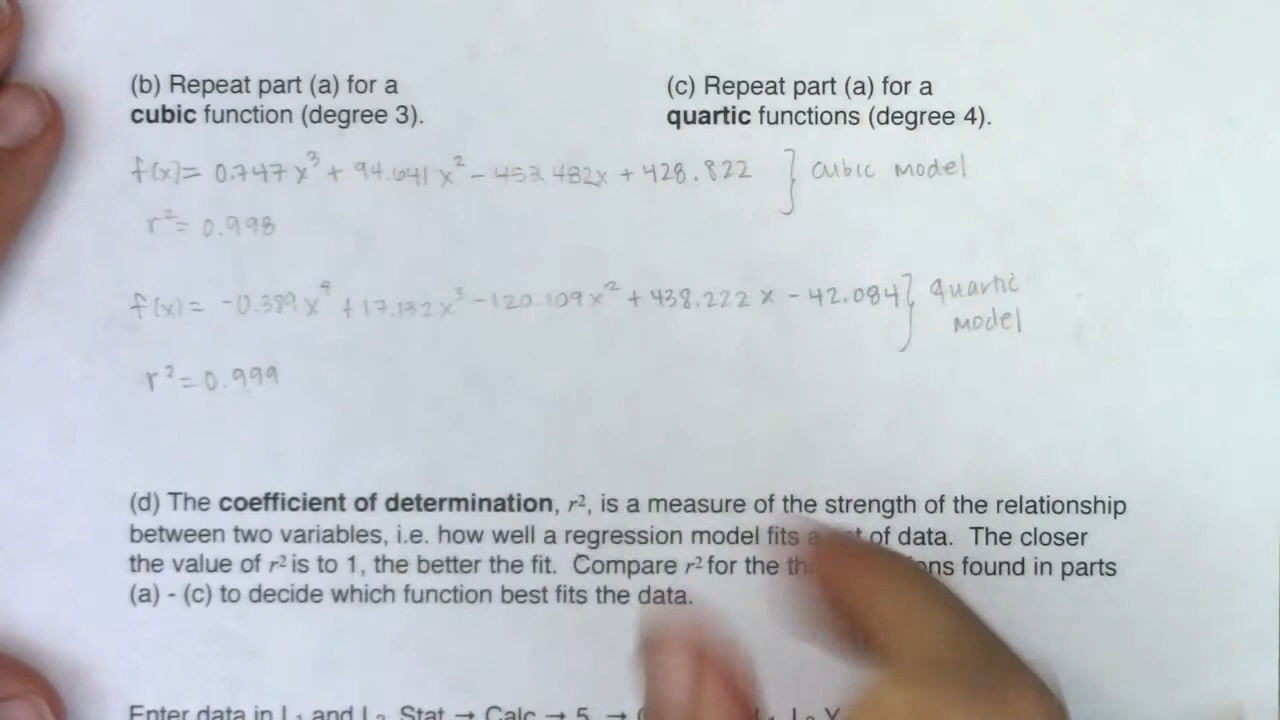 (b) Repeat part (a) for a
cubic function (degree 3).
(c) Repeat part (a) for a
quartic functions (degree 4).
f(x)= 0.747x³ + 94.641x² - 453.432x + 428.822 } cubic model
r²= 0.998
f(x)= -0.389x⁴ + 17.132x³ - 120.109x² + 438.222x - 42.084 } quartic
model
r²=0.999
(d) The coefficient of determination, r², is a measure of the strength of the relationship
between two variables, i.e. how well a regression model fits of data. The closer
the value of r² is to 1, the better the fit. Compare r² for the found in parts
(a) - (c) to decide which function best fits the data.
Enter data in L₁ and L₂ Stat → Calc → 5 →